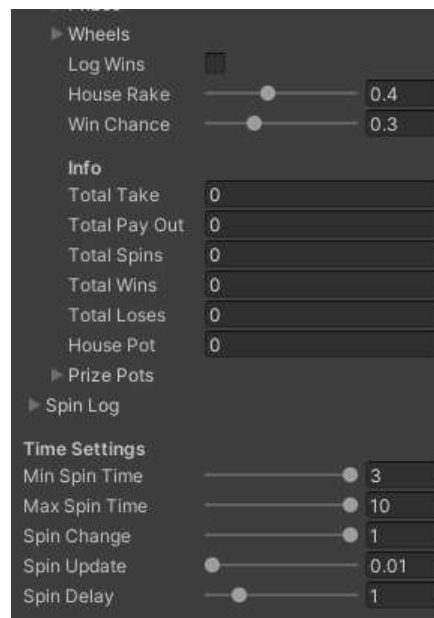 Wheels
Log Wins
House Rake 0.4
Win Chance 0.3
Info
Total Take 0
Total Pay Out 0
Total Spins 0
Total Wins 0
Total Loses 0
House Pot 0
Prize Pots
Spin Log
Time Settings
Min Spin Time 3
Max Spin Time 10
Spin Change 1
Spin Update 0.01
Spin Delay 1